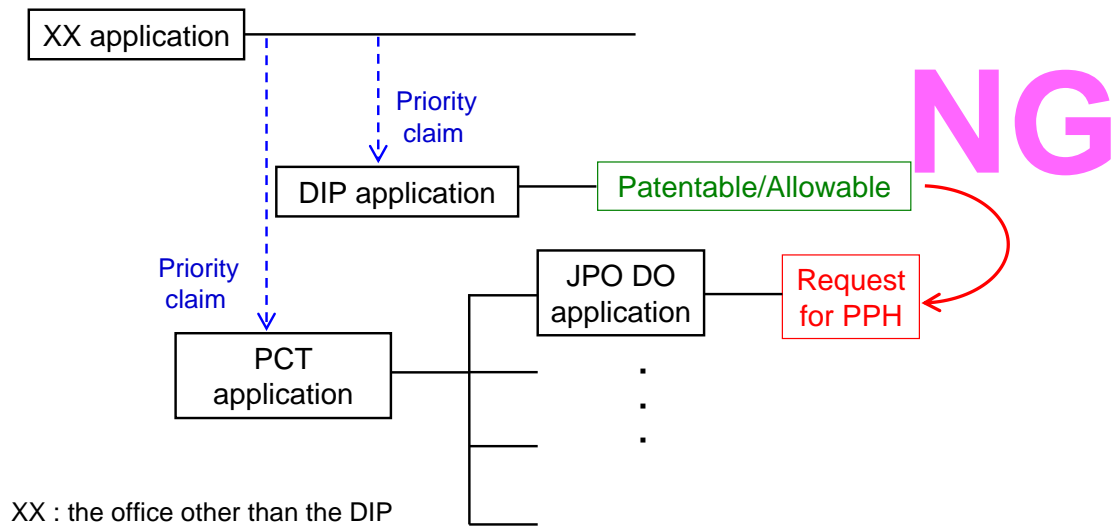 XX application
NG
Priority
claim
DIP application
Patentable/Allowable
Priority
claim
JPO DO
application
Request
for PPH
PCT
application
XX : the office other than the DIP